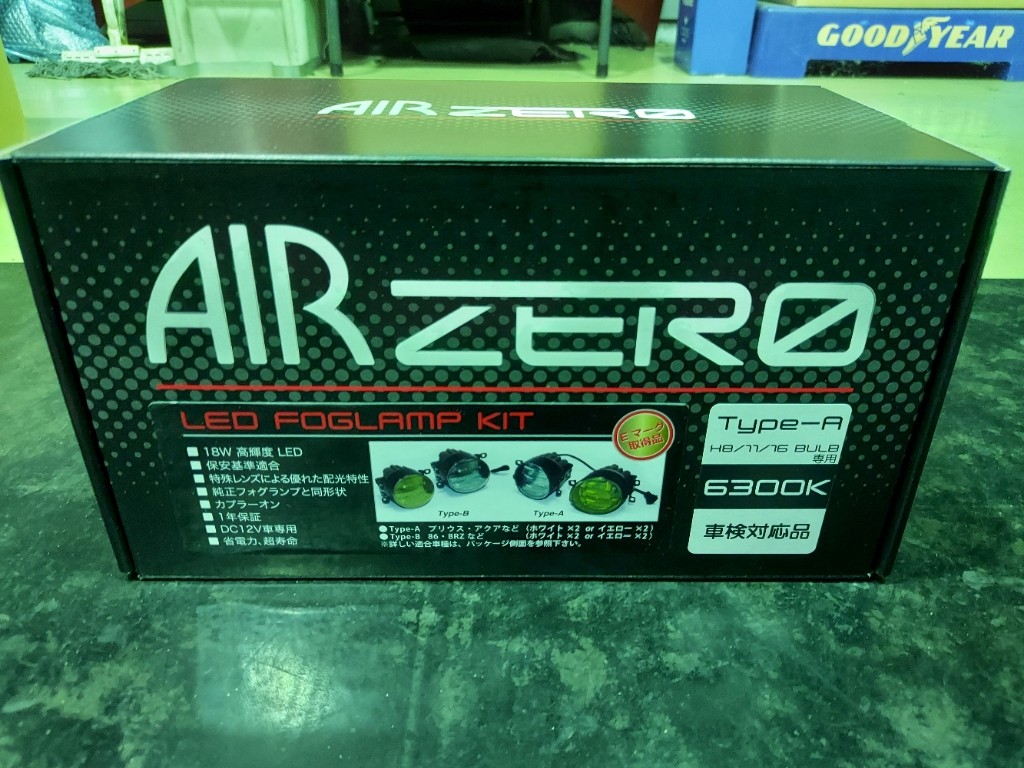 GOODYEAR
AIR ZERO
AIR ZERO
LED FOGLAMP KIT
■ 18W 高輝度 LED
■ 保安基準適合
■ 特殊レンズによる優れた配光特性
■ 純正フォグランプと同形状
■ カプラーオン
■ 1年保証
■ DC12V車専用
■ 省電力、超寿命
Eマーク
取得品
Type-B
Type-A
●Type-A プリウス・アクアなど (ホワイト×2 or イエロー×2)
●Type-B 86・BRZ など (ホワイト×2 or イエロー×2)
※詳しい適合車種は、パッケージ側面を参照下さい。
Type-A
H8/11/16 BULB
専用
6300K
車検対応品